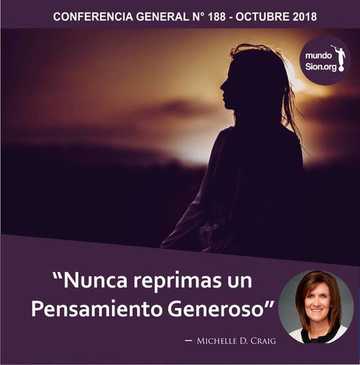 CONFERENCIA GENERAL N° 188 - OCTUBRE 2018
mundo
Sion.org
“Nunca reprimas un
Pensamiento Generoso”
– MICHELLE D. CRAIG